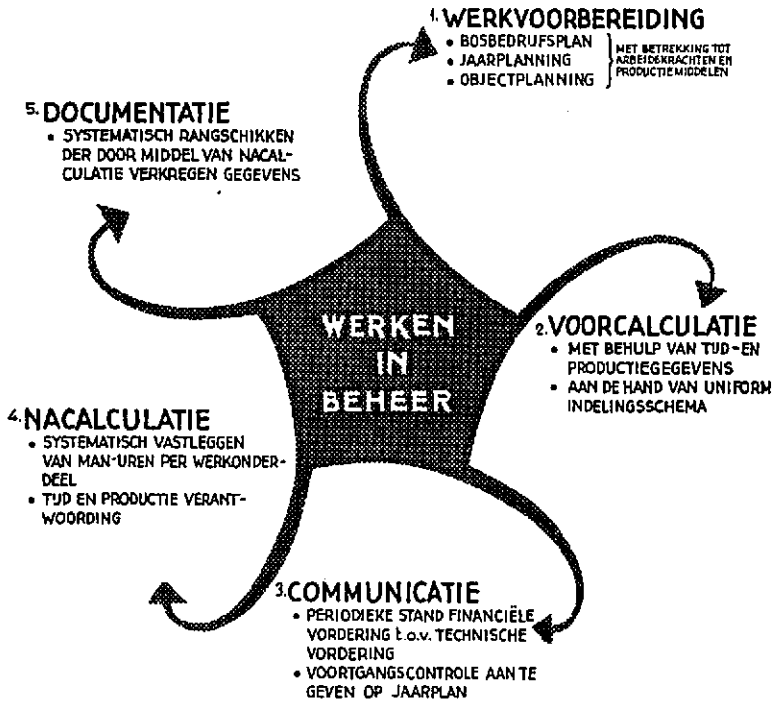 1. WERKVOORBEREIDING
• BOSBEDRIJFSPLAN
• JAARPLANNING
• OBJECTPLANNING
MET BETREKKING TOT
ARBEIDSKRACHTEN EN
PRODUCTIEMIDDELEN
5. DOCUMENTATIE
• SYSTEMATISCH RANGSCHIKKEN
DER DOOR MIDDEL VAN NACAL-
CULATIE VERKREGEN GEGEVENS
WERKEN
IN
BEHEER
2. VOORCALCULATIE
• MET BEHULP VAN TIJD-EN
PRODUCTIEGEGEVENS
• AAN DE HAND VAN UNIFORM
INDELINGSSCHEMA
4. NACALCULATIE
• SYSTEMATISCH VASTLEGGEN
VAN MAN-UREN PER WERKONDER-
DEEL
• TIJD EN PRODUCTIE VERANT-
WOORDING
3. COMMUNICATIE
• PERIODIEKE STAND FINANCIËLE
VORDERING t.o.v. TECHNISCHE
VORDERING
• VOORTGANGSCONTROLE AAN TE
GEVEN OP JAARPLAN